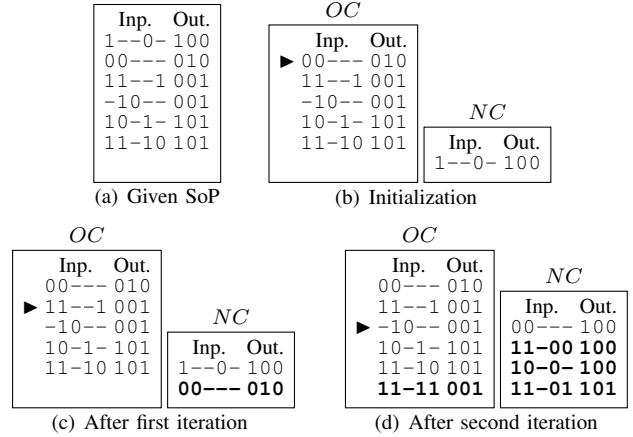 OC
Inp. Out.
1--0- 100
00--- 010
11--1 001
-10-- 001
10-1- 101
11-10 101
(a) Given SoP
Inp. Out.
► 00--- 010
11--1 001
-10-- 001
10-1- 101
11-10 101
NC
Inp. Out.
1--0- 100
(b) Initialization
OC
Inp. Out.
00--- 010
► 11--1 001
-10-- 001
10-1- 101
11-10 101
NC
Inp. Out.
1--0- 100
00--- 010
(c) After first iteration
OC
Inp. Out.
00--- 010
11--1 001
► -10-- 001
10-1- 101
11-10 101
11-11 001
NC
Inp. Out.
00--- 100
11-00 100
10-0- 100
11-01 101
(d) After second iteration